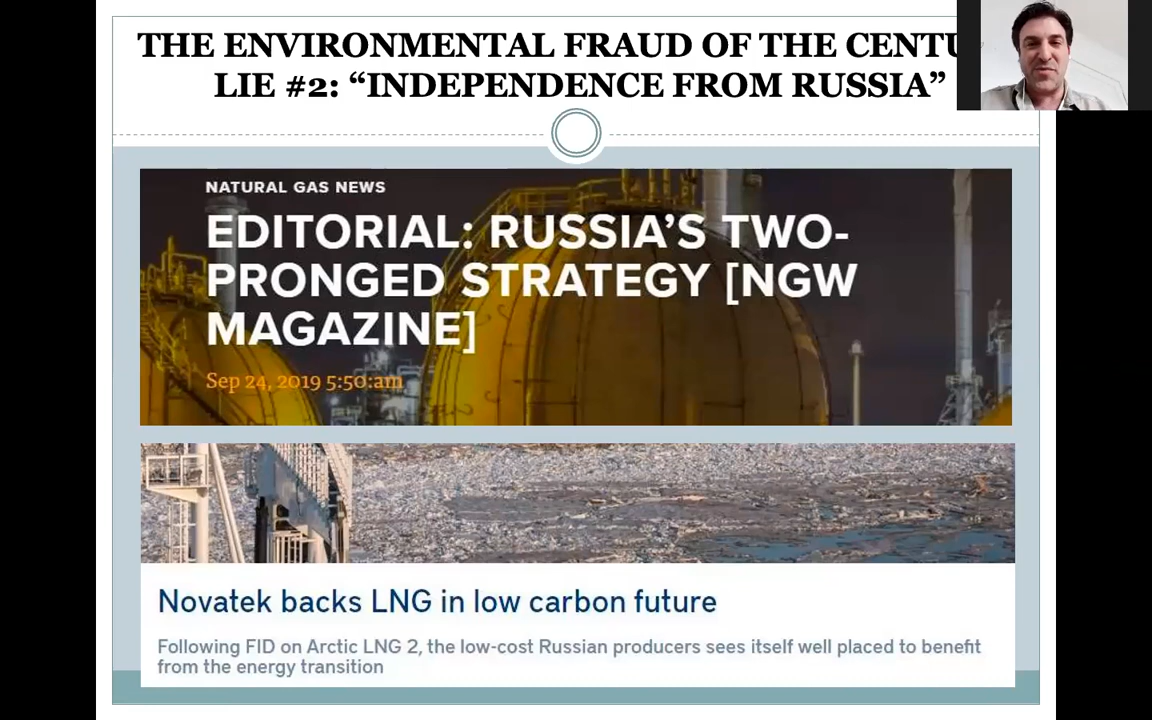 THE ENVIRONMENTAL FRAUD OF THE
LIE #2: “INDEPENDENCE FROM RUSSIA”
NATURAL GAS NEWS
EDITORIAL: RUSSIA’S TWO-
PRONGED STRATEGY [NGW
MAGAZINE]
Sep 24, 2019 5:50:am
Novatek backs LNG in low carbon future
Following FID on Arctic LNG 2, the low-cost Russian producers sees itself well placed to benefit
from the energy transition